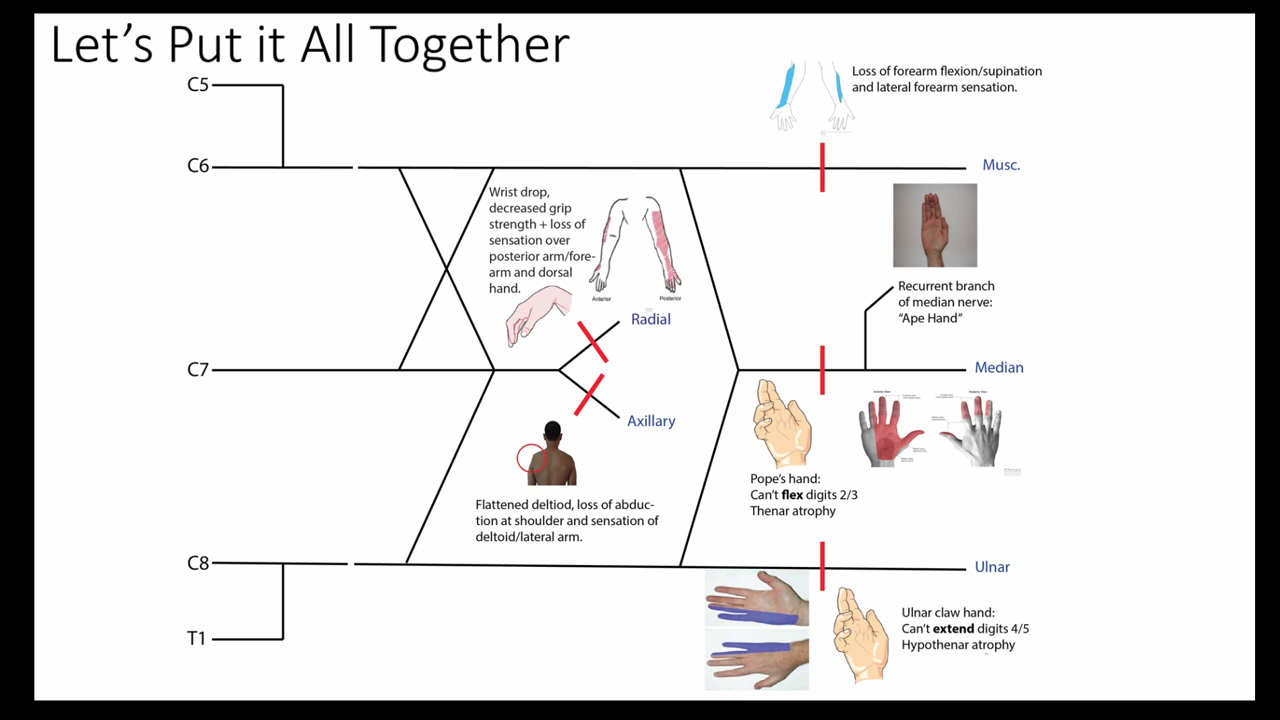 Let's Put it All Together
C5
C6
C7
C8
T1
Loss of forearm flexion/supination
and lateral forearm sensation.
Musc.
Wrist drop,
decreased grip
strength + loss of
sensation over
posterior arm/fore-
arm and dorsal
hand.
Anterior
Posterior
Radial
Axillary
Recurrent branch
of median nerve:
“Ape Hand”
Median
Flattened deltiod, loss of abduc-
tion at shoulder and sensation of
deltoid/lateral arm.
Pope's hand:
Can't flex digits 2/3
Thenar atrophy
Ulnar
Ulnar claw hand:
Can't extend digits 4/5
Hypothenar atrophy